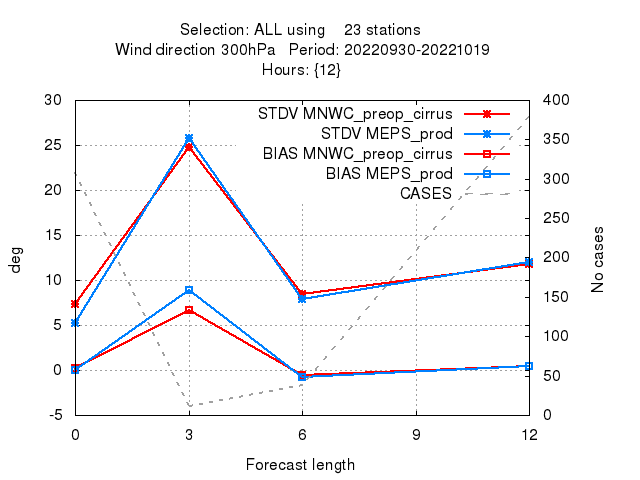 Selection: ALL using    23 stations
Wind direction 300hPa   Period: 20220930-20221019
Hours: {12}
30
25
20
15
10
5
0
-5
deg
STDV MNWC_preop_cirrus
STDV MEPS_prod
BIAS MNWC_preop_cirrus
BIAS MEPS_prod
CASES
400
350
300
250
200
150
100
50
0
No cases
0 3 6 9 12
Forecast length